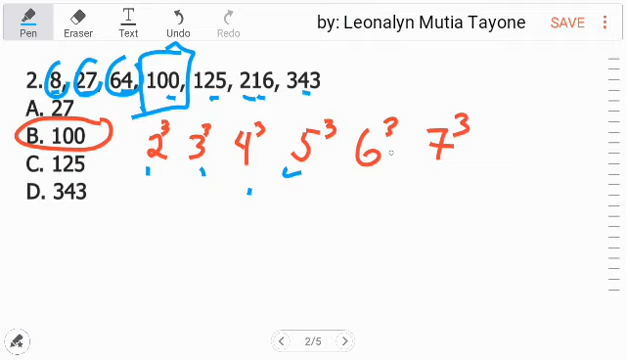 by: Leonalyn Mutia Tayone
SAVE
Pen Eraser Text Undo Redo
2. 8, 27, 64, 100, 125, 216, 343
A. 27
B. 100
C. 125
D. 343
2³ 3³ 4³ 5³ 6³ 7³
2/5